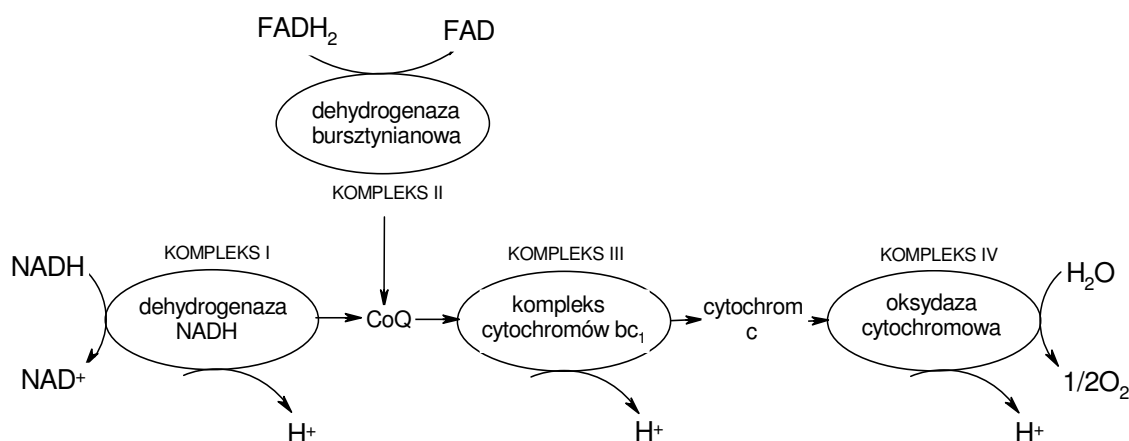 FADH₂ FAD
dehydrogenaza
bursztynianowa
KOMPLEKS II
KOMPLEKS I
NADH
dehydrogenaza
NADH
NAD⁺
H⁺
CoQ
KOMPLEKS III
kompleks
cytochromów bc₁
H⁺
cytochrom
c
KOMPLEKS IV
oksydaza
cytochromowa
H₂O
1/2O₂
H⁺